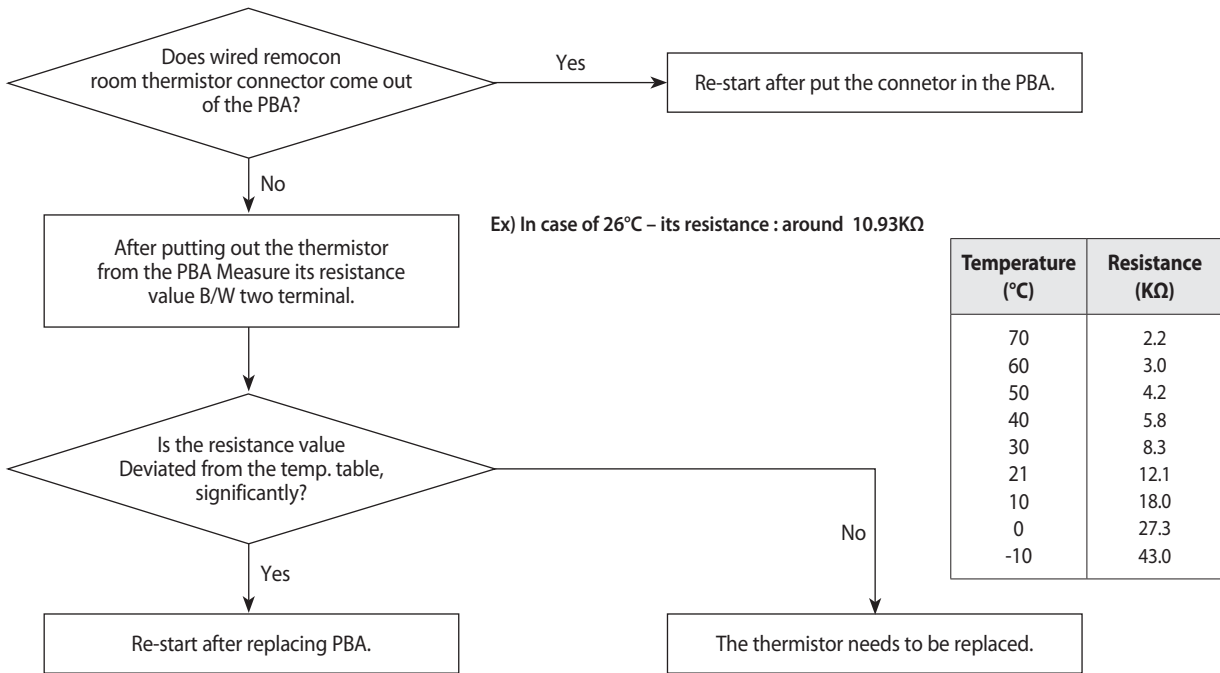 Does wired remocon
room thermistor connector come out
of the PBA?
Yes
Re-start after put the connetor in the PBA.
No
After putting out the thermistor
from the PBA Measure its resistance
value B/W two terminal.
Ex) In case of 26°C – its resistance : around 10.93KΩ
Temperature Resistance
(°C) (KΩ)
70 2.2
60 3.0
50 4.2
40 5.8
30 8.3
21 12.1
10 18.0
0 27.3
-10 43.0
Is the resistance value
Deviated from the temp. table,
significantly?
No
Yes
Re-start after replacing PBA.
The thermistor needs to be replaced.